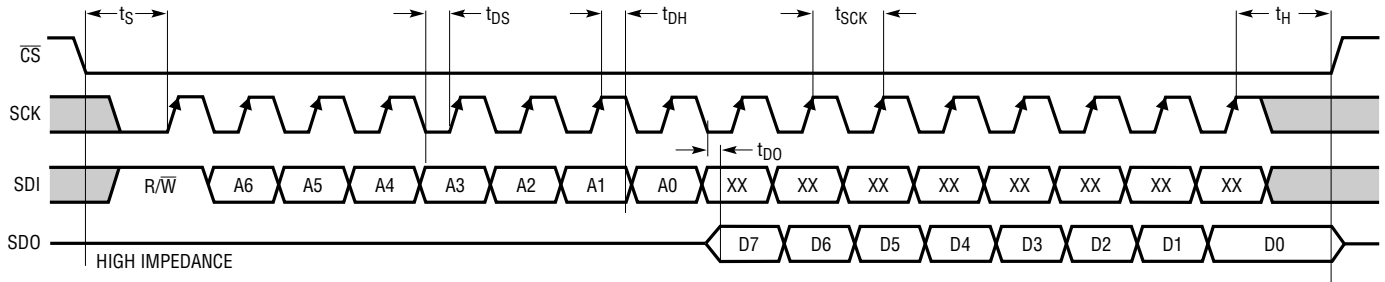 tS tDS tDH tSCK tH
CS
SCK
tDO
SDI R/W A6 A5 A4 A3 A2 A1 A0 XX XX XX XX XX XX XX XX
SDO D7 D6 D5 D4 D3 D2 D1 D0
HIGH IMPEDANCE